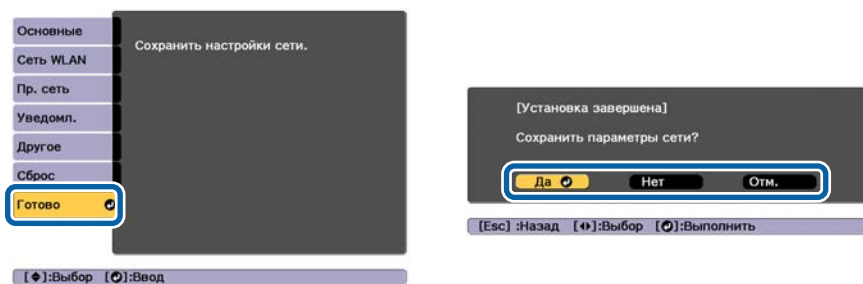 Основные
Сеть WLAN
Пр. сеть
Уведомл.
Другое
Сброс
Готово
Сохранить настройки сети.
[ ]:Выбор [ ]:Ввод
[Установка завершена]
Сохранить параметры сети?
Да Нет Отм.
[Esc] :Назад [ ]:Выбор [ ]:Выполнить